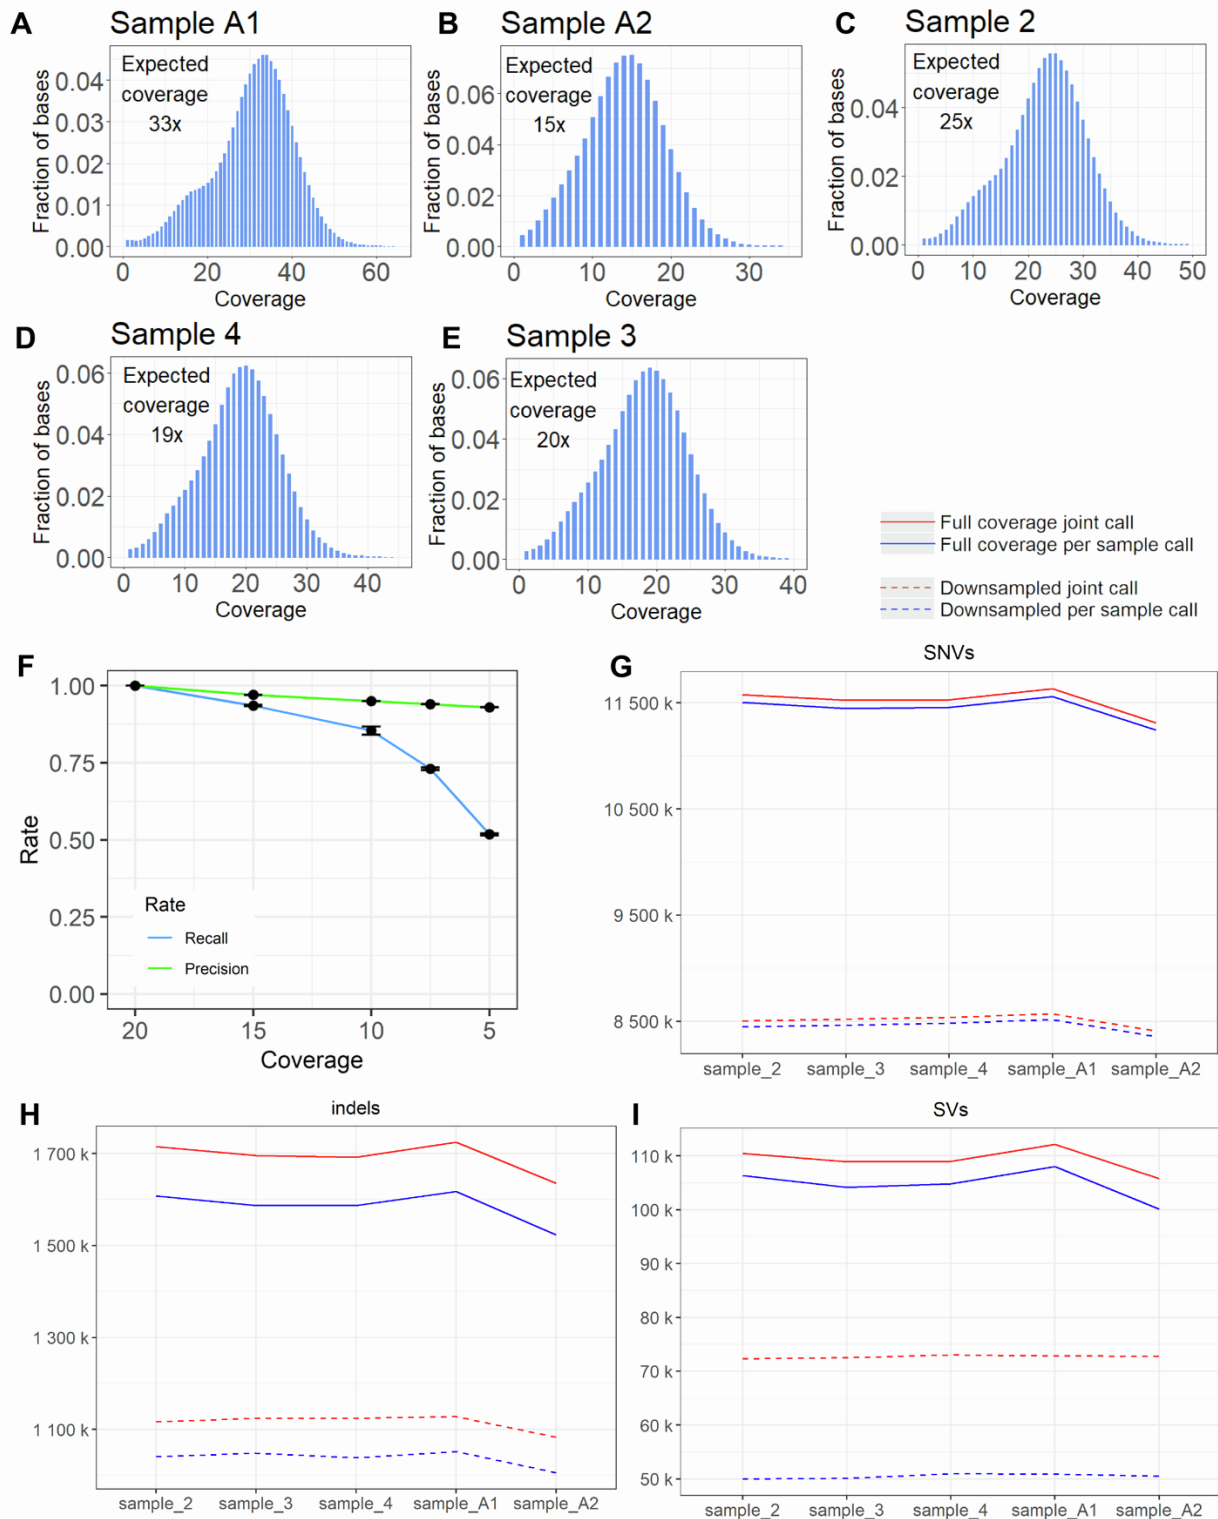 A Sample A1
Expected
coverage
33x
Fraction of bases
0.04
0.03
0.02
0.01
0.00
0 20 40 60
Coverage
B Sample A2
Expected
coverage
15x
Fraction of bases
0.06
0.04
0.02
0.00
0 10 20 30
Coverage
C Sample 2
Expected
coverage
25x
Fraction of bases
0.04
0.02
0.00
0 10 20 30 40 50
Coverage
D Sample 4
Expected
coverage
19x
Fraction of bases
0.06
0.04
0.02
0.00
0 10 20 30 40
Coverage
E Sample 3
Expected
coverage
20x
Fraction of bases
0.06
0.04
0.02
0.00
0 10 20 30 40
Coverage
Full coverage joint call
Full coverage per sample call
Downsampled joint call
Downsampled per sample call
F
Rate
1.00
0.75
0.50
0.25
0.00
Rate
Recall
Precision
20 15 10 5
Coverage
G SNVs
11 500 k
10 500 k
9 500 k
8 500 k
sample_2 sample_3 sample_4 sample_A1 sample_A2
H indels
1 700 k
1 500 k
1 300 k
1 100 k
sample_2 sample_3 sample_4 sample_A1 sample_A2
I SVs
110 k
100 k
90 k
80 k
70 k
60 k
50 k
sample_2 sample_3 sample_4 sample_A1 sample_A2